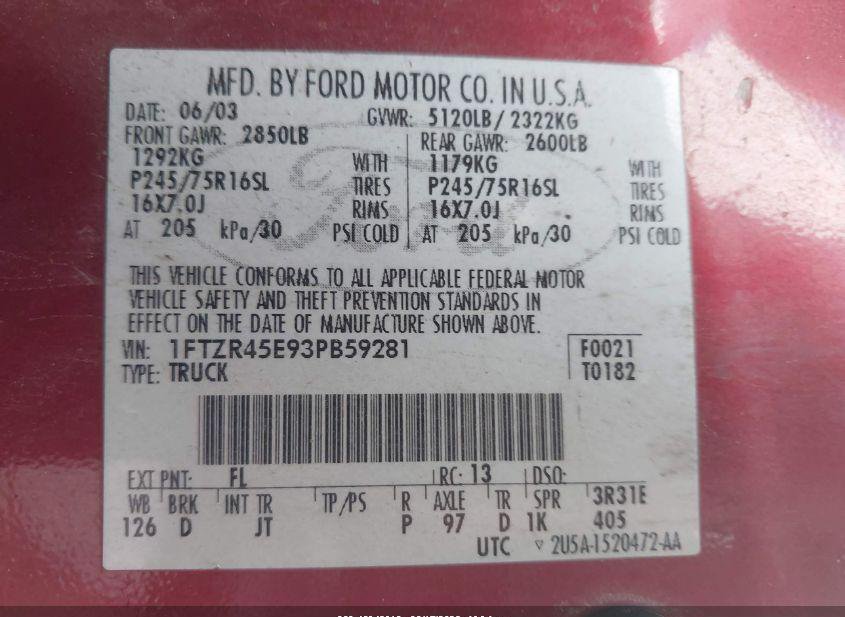 MFD. BY FORD MOTOR CO. IN U.S.A.
DATE: 06/03 GVWR: 5120LB/2322KG
FRONT GAWR: 2850LB REAR GAWR: 2600LB
1292KG WITH 1179KG WITH
P245/75R16SL TIRES P245/75R16SL TIRES
16X7.0J RIMS 16X7.0J RIMS
AT 205 kPa/30 PSI COLD AT 205 kPa/30 PSI COLD
THIS VEHICLE CONFORMS TO ALL APPLICABLE FEDERAL MOTOR
VEHICLE SAFETY AND THEFT PREVENTION STANDARDS IN
EFFECT ON THE DATE OF MANUFACTURE SHOWN ABOVE.
VIN: 1FTZR45E93PB59281 F0021
TYPE: TRUCK T0182
EXT PNT: FL RC: 13 DSO:
WB BRK INT TR TP/PS R AXLE TR SPR 3R31E
126 D JT P 97 D 1K 405
UTC ▿ 2U5A-1520472-AA